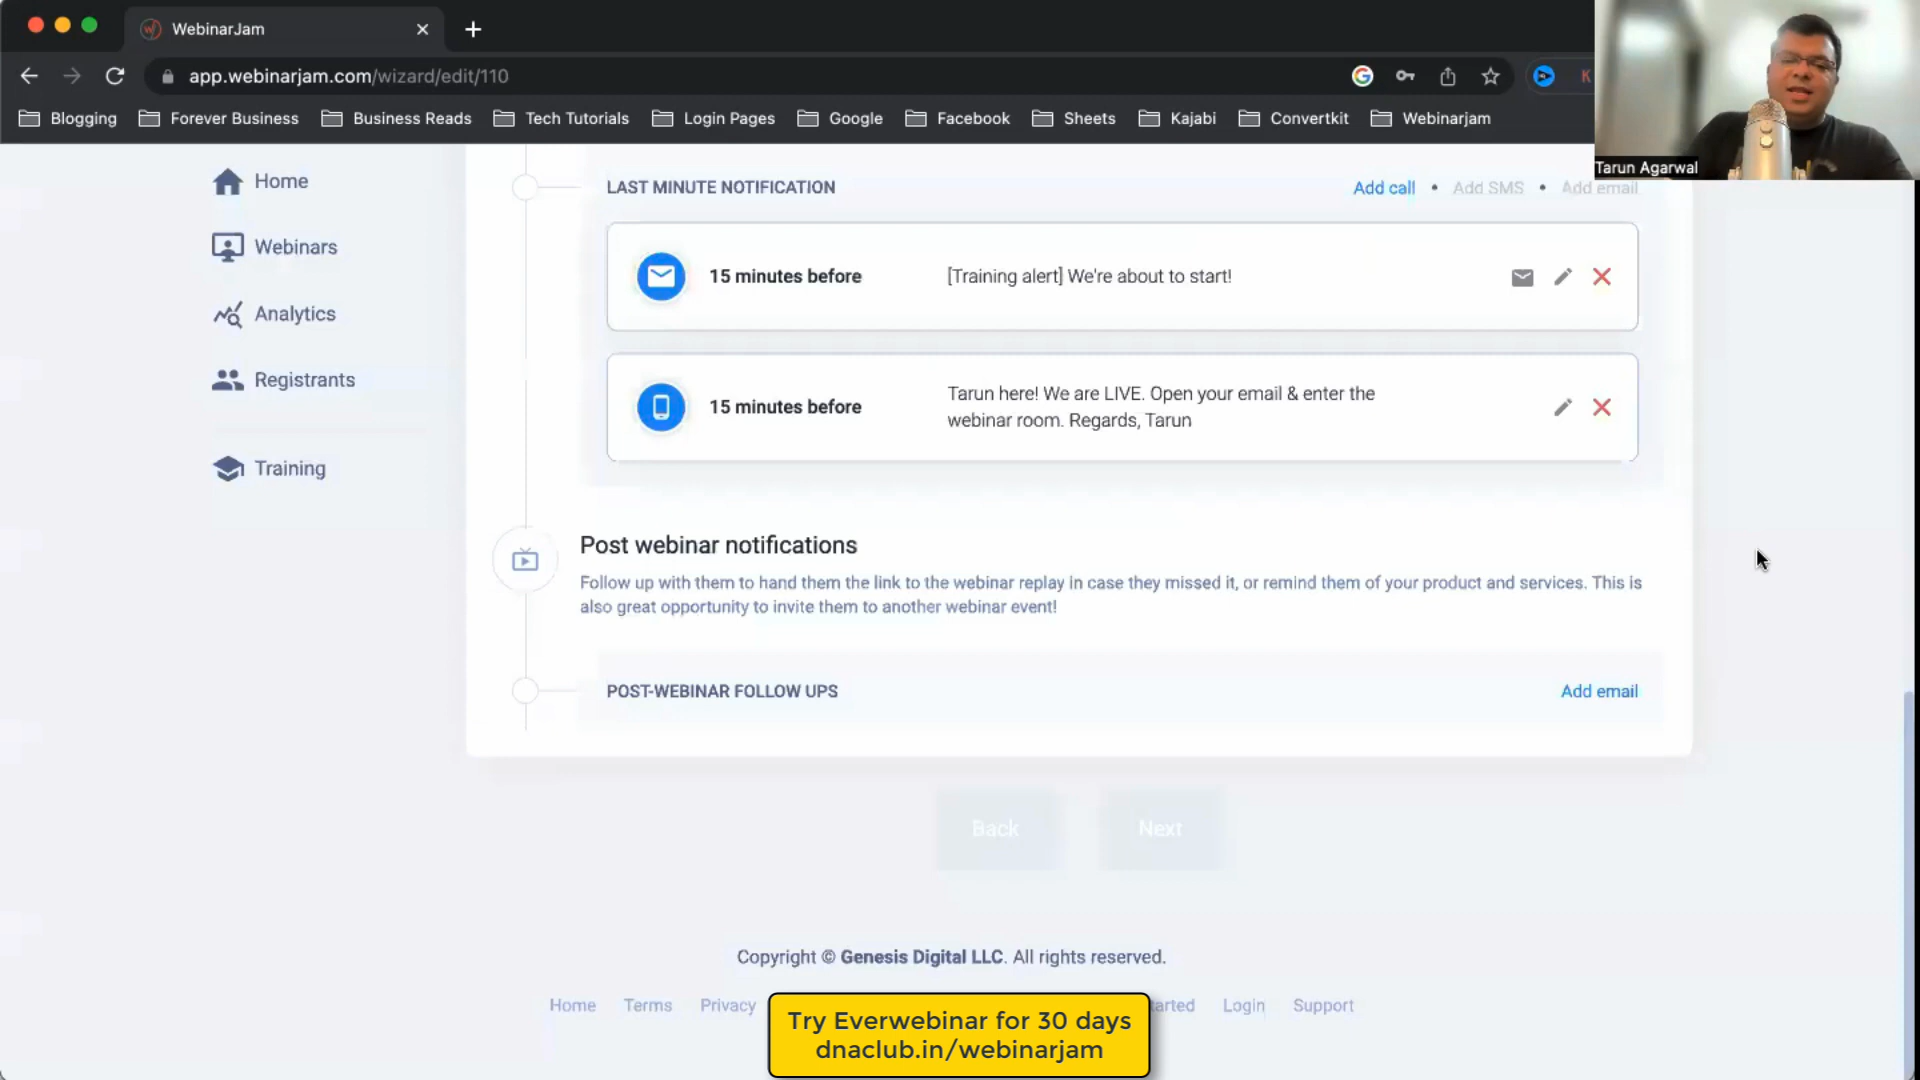 WebinarJam
app.webinarjam.com/wizard/edit/110
K
Blogging
Forever Business
Business Reads
Tech Tutorials
Login Pages
Google
Facebook
Sheets
Kajabi
Convertkit
Webinarjam
Tarun Agarwal
Home
Webinars
Analytics
Registrants
Training
LAST MINUTE NOTIFICATION
Add call • Add SMS • Add email
15 minutes before
[Training alert] We're about to start!
15 minutes before
Tarun here! We are LIVE. Open your email & enter the
webinar room. Regards, Tarun
Post webinar notifications
Follow up with them to hand them the link to the webinar replay in case they missed it, or remind them of your product and services. This is
also great opportunity to invite them to another webinar event!
POST-WEBINAR FOLLOW UPS
Add email
Back
Next
Copyright © Genesis Digital LLC. All rights reserved.
Home
Terms
Privacy
Login
Support
Try Everwebinar for 30 days
dnaclub.in/webinarjam